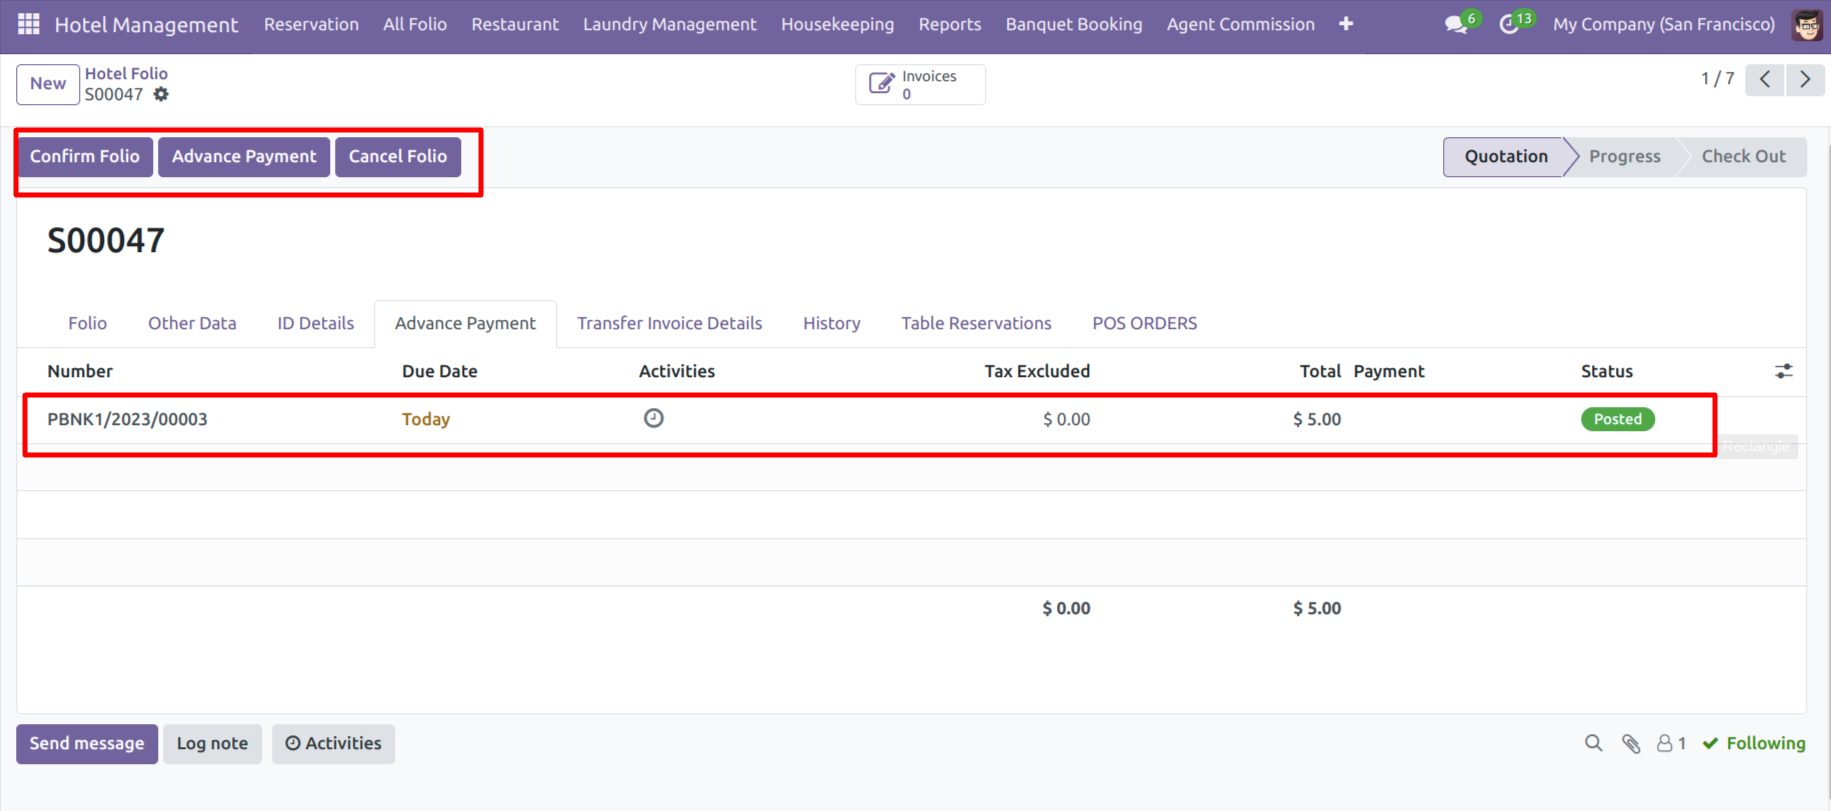 Hotel Management Reservation All Folio Restaurant Laundry Management Housekeeping Reports Banquet Booking Agent Commission 6 13 My Company (San Francisco)
New Hotel Folio Invoices 1 / 7
S00047 0
Confirm Folio Advance Payment Cancel Folio Quotation Progress Check Out
S00047
Folio Other Data ID Details Advance Payment Transfer Invoice Details History Table Reservations POS ORDERS
Number Due Date Activities Tax Excluded Total Payment Status
PBNK1/2023/00003 Today $ 0.00 $ 5.00 Posted
Rectangle
$ 0.00 $ 5.00
Send message Log note Activities 1 Following